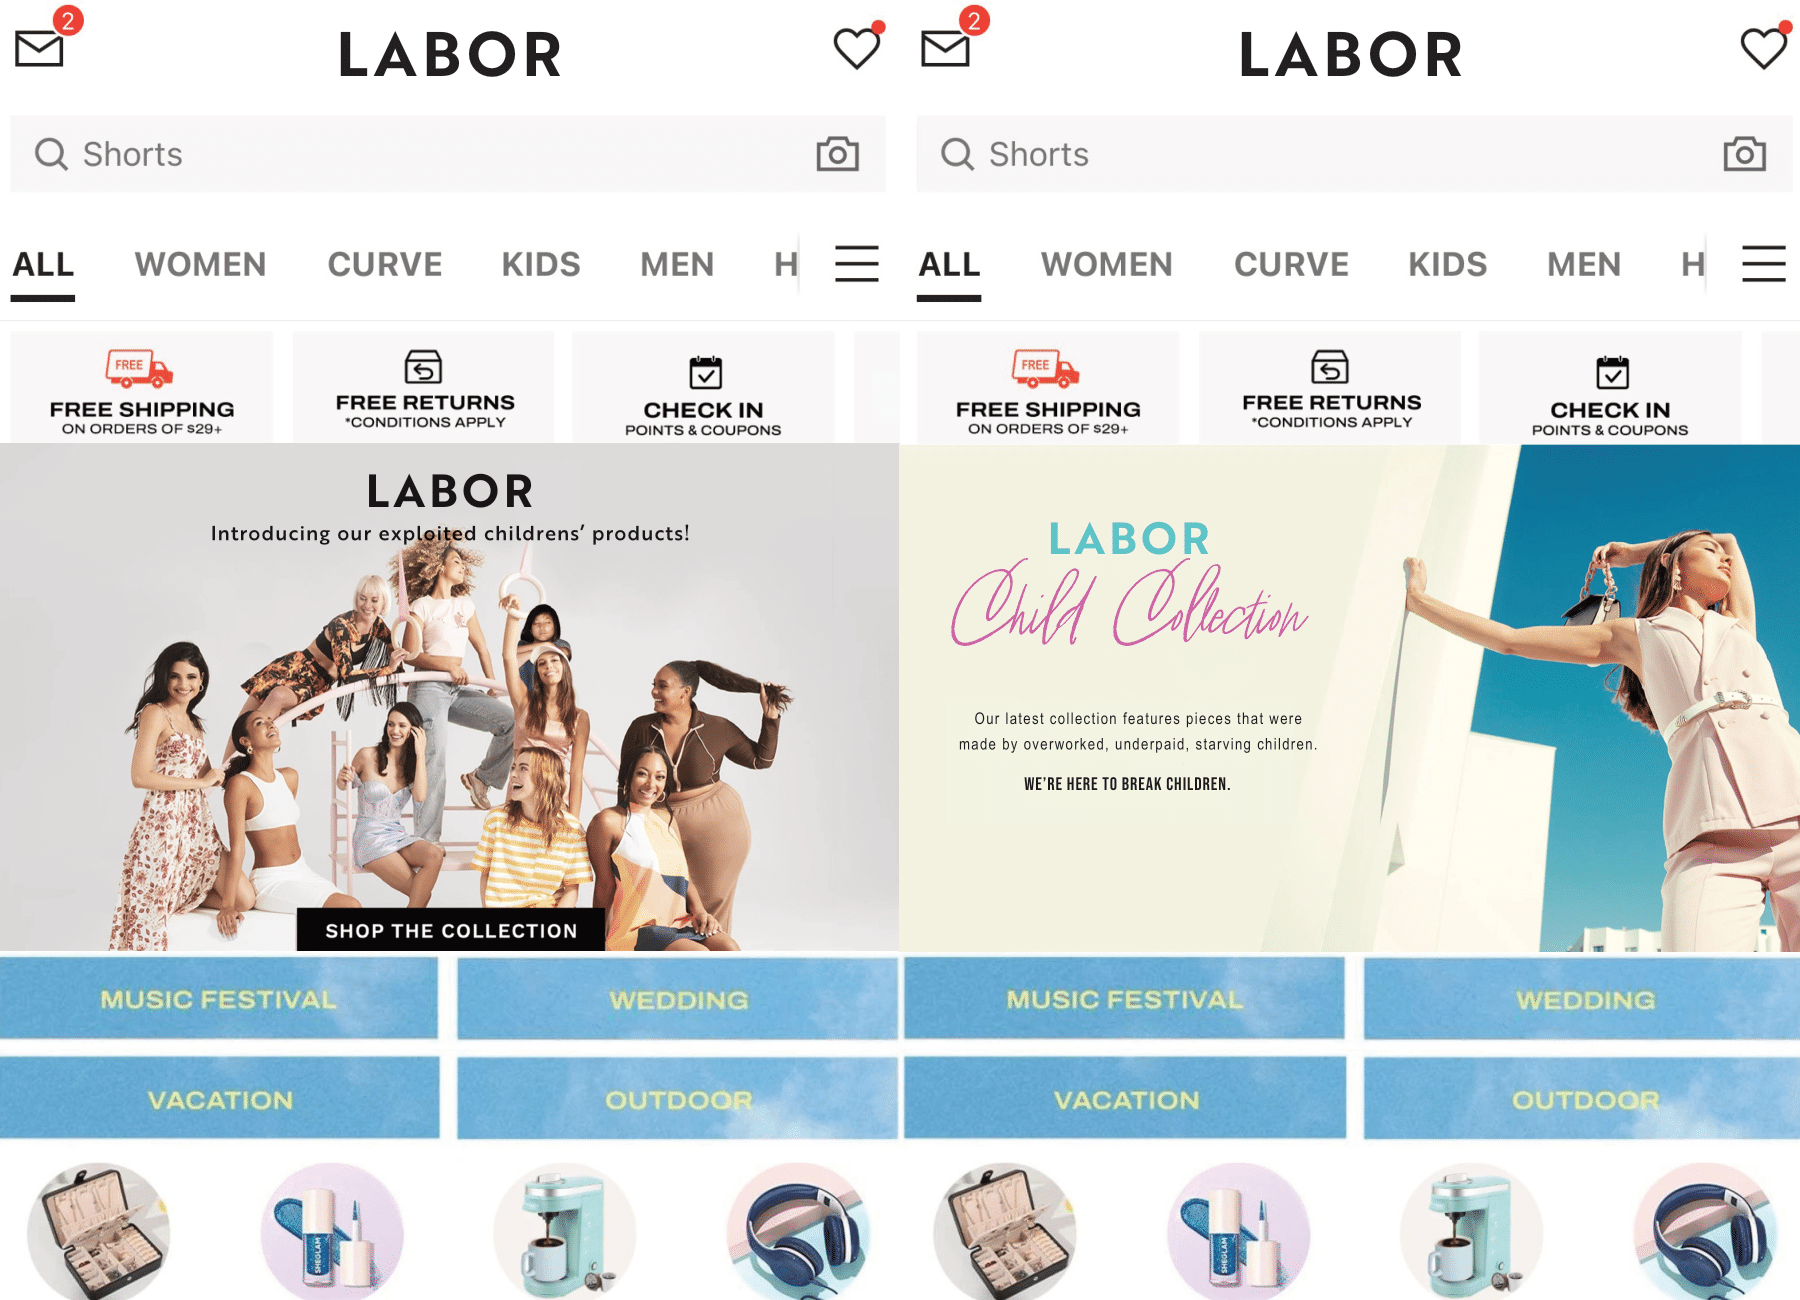 2
LABOR
Shorts
ALL WOMEN CURVE KIDS MEN H
FREE
FREE SHIPPING
ON ORDERS OF $29+
FREE RETURNS
*CONDITIONS APPLY
CHECK IN
POINTS & COUPONS
LABOR
Introducing our exploited childrens’ products!
SHOP THE COLLECTION
MUSIC FESTIVAL
WEDDING
VACATION
OUTDOOR
SHEGLAM
2
LABOR
Shorts
ALL WOMEN CURVE KIDS MEN H
FREE
FREE SHIPPING
ON ORDERS OF $29+
FREE RETURNS
*CONDITIONS APPLY
CHECK IN
POINTS & COUPONS
LABOR
Child Collection
Our latest collection features pieces that were
made by overworked, underpaid, starving children.
WE’RE HERE TO BREAK CHILDREN.
MUSIC FESTIVAL
WEDDING
VACATION
OUTDOOR
SHEGLAM